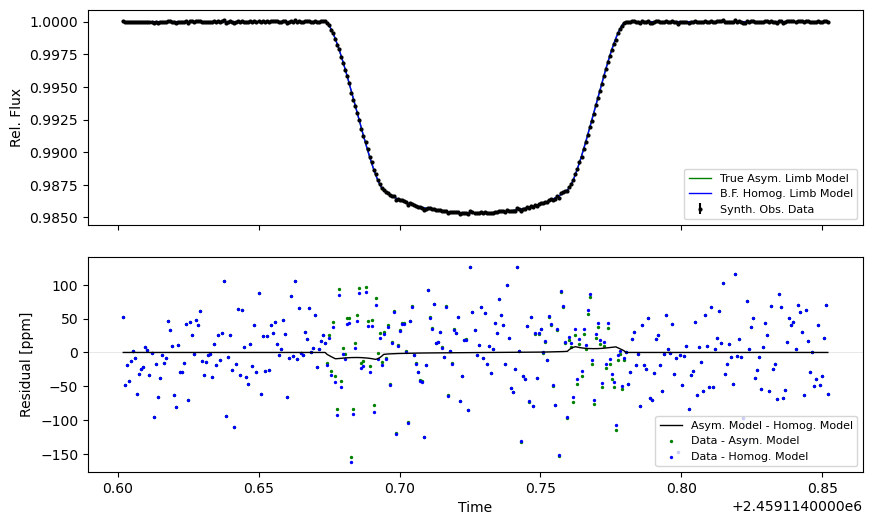 1.0000
0.9975
0.9950
0.9925
0.9900
0.9875
0.9850
Rel. Flux
True Asym. Limb Model
B.F. Homog. Limb Model
Synth. Obs. Data
100
50
0
−50
−100
−150
Residual [ppm]
Asym. Model - Homog. Model
Data - Asym. Model
Data - Homog. Model
0.60 0.65 0.70 0.75 0.80 0.85
Time
+2.4591140000e6